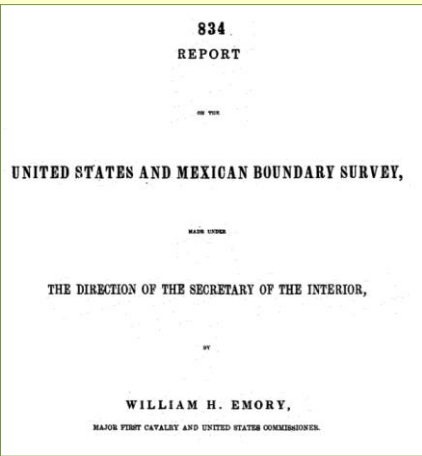 834
REPORT
ON THE
UNITED STATES AND MEXICAN BOUNDARY SURVEY,
MADE UNDER
THE DIRECTION OF THE SECRETARY OF THE INTERIOR,
BY
WILLIAM H. EMORY,
MAJOR FIRST CAVALRY AND UNITED STATES COMMISSIONER.